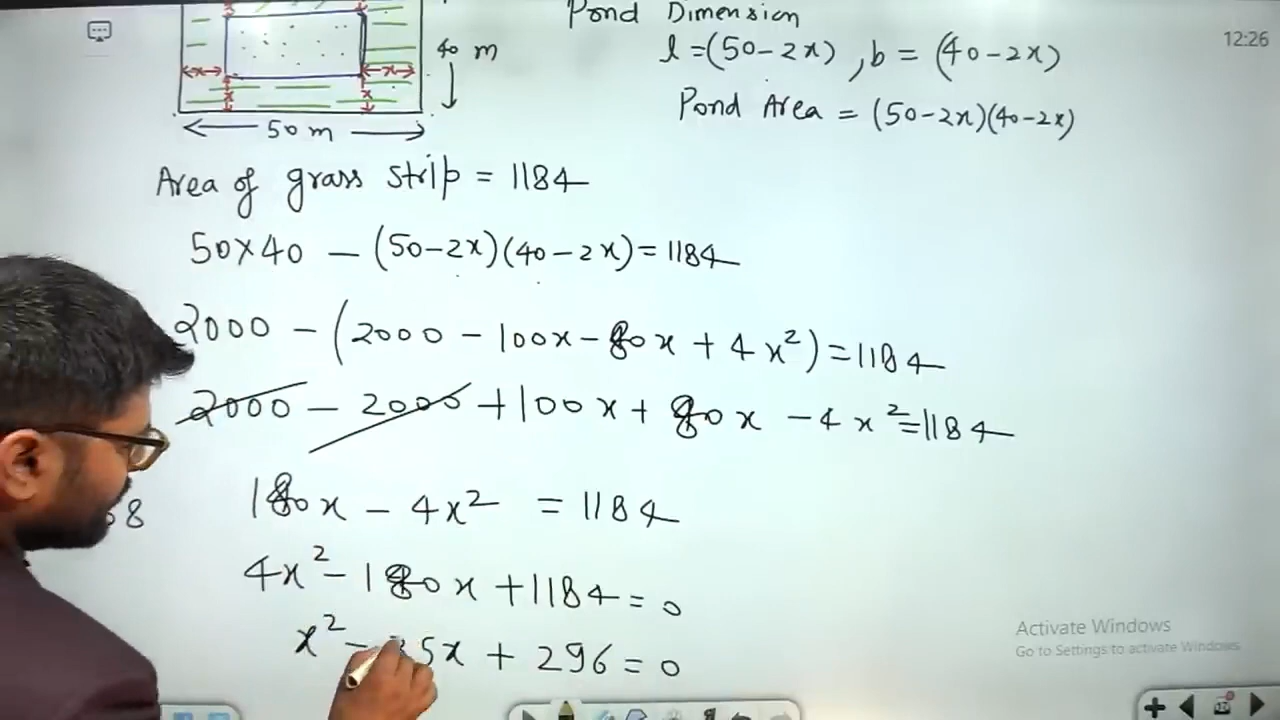 Pond Dimension
12:26
l = (50-2x) , b = (40-2x)
40 m
x x
x x
Pond Area = (50-2x)(40-2x)
50 m
Area of grass strip = 1184
50×40 - (50-2x)(40-2x) = 1184
2000 - (2000 - 100x - 80x + 4x²) = 1184
2000 - 2000 + 100x + 80x - 4x² = 1184
180x - 4x² = 1184
8
4x² - 180x + 1184 = 0
x² - 5x + 296 = 0
Activate Windows
Go to Settings to activate Windows.